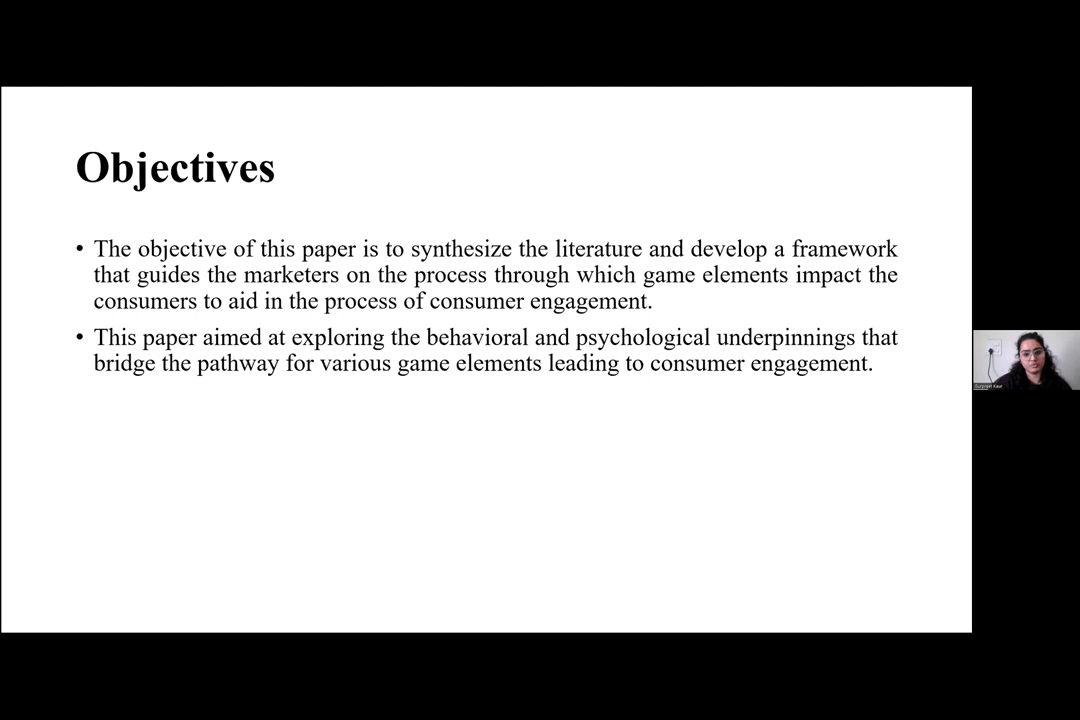 Objectives
• The objective of this paper is to synthesize the literature and develop a framework
that guides the marketers on the process through which game elements impact the
consumers to aid in the process of consumer engagement.
• This paper aimed at exploring the behavioral and psychological underpinnings that
bridge the pathway for various game elements leading to consumer engagement.